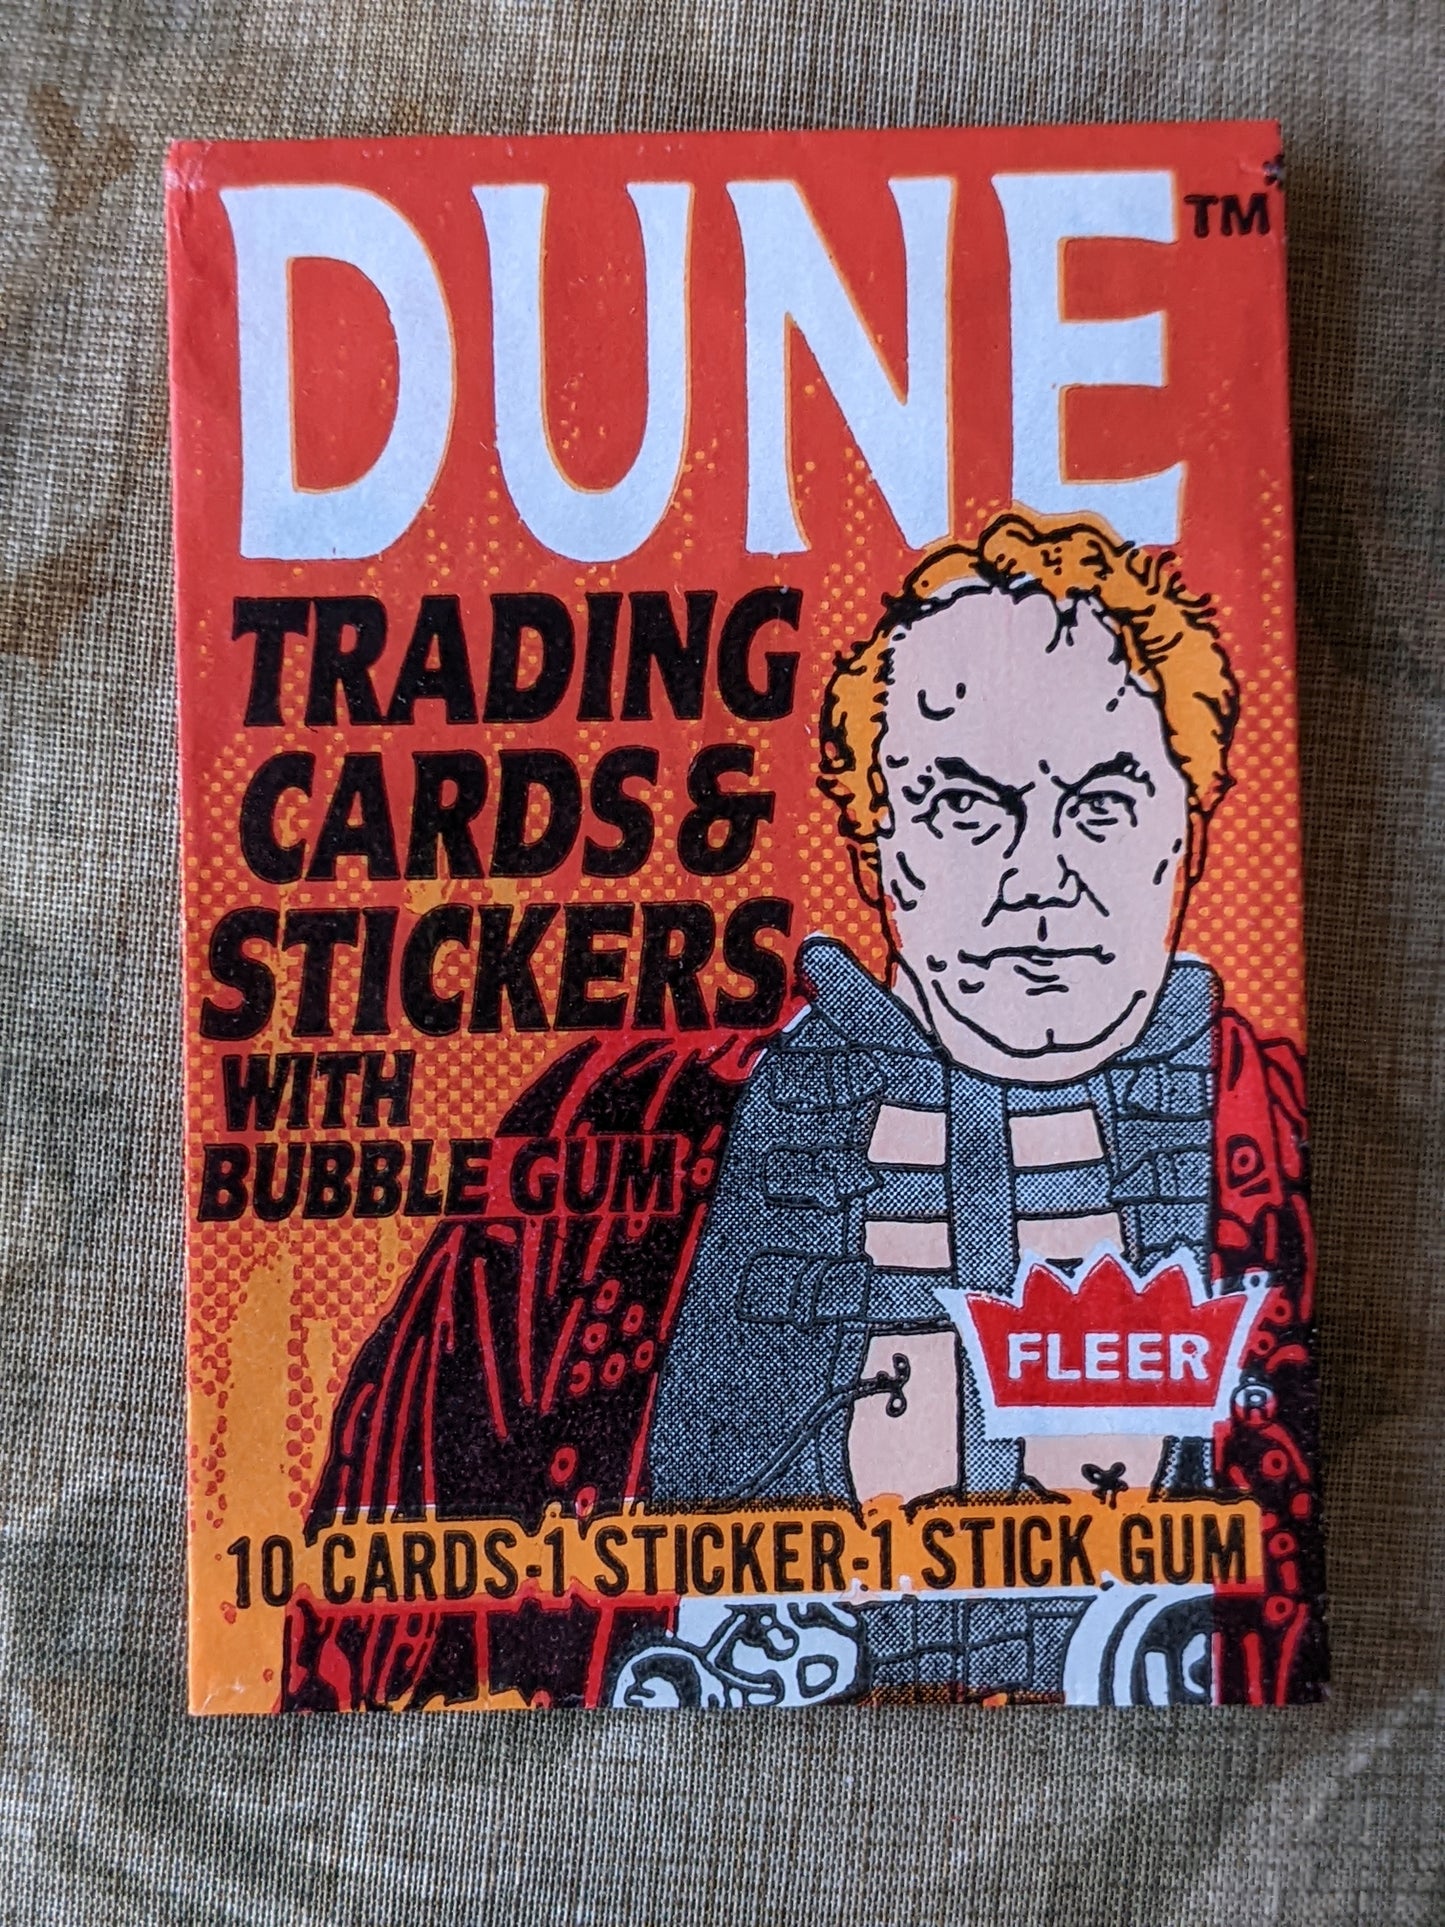 DUNE™
TRADING
CARDS &
STICKERS
WITH
BUBBLE GUM
FLEER®
10 CARDS-1 STICKER-1 STICK GUM